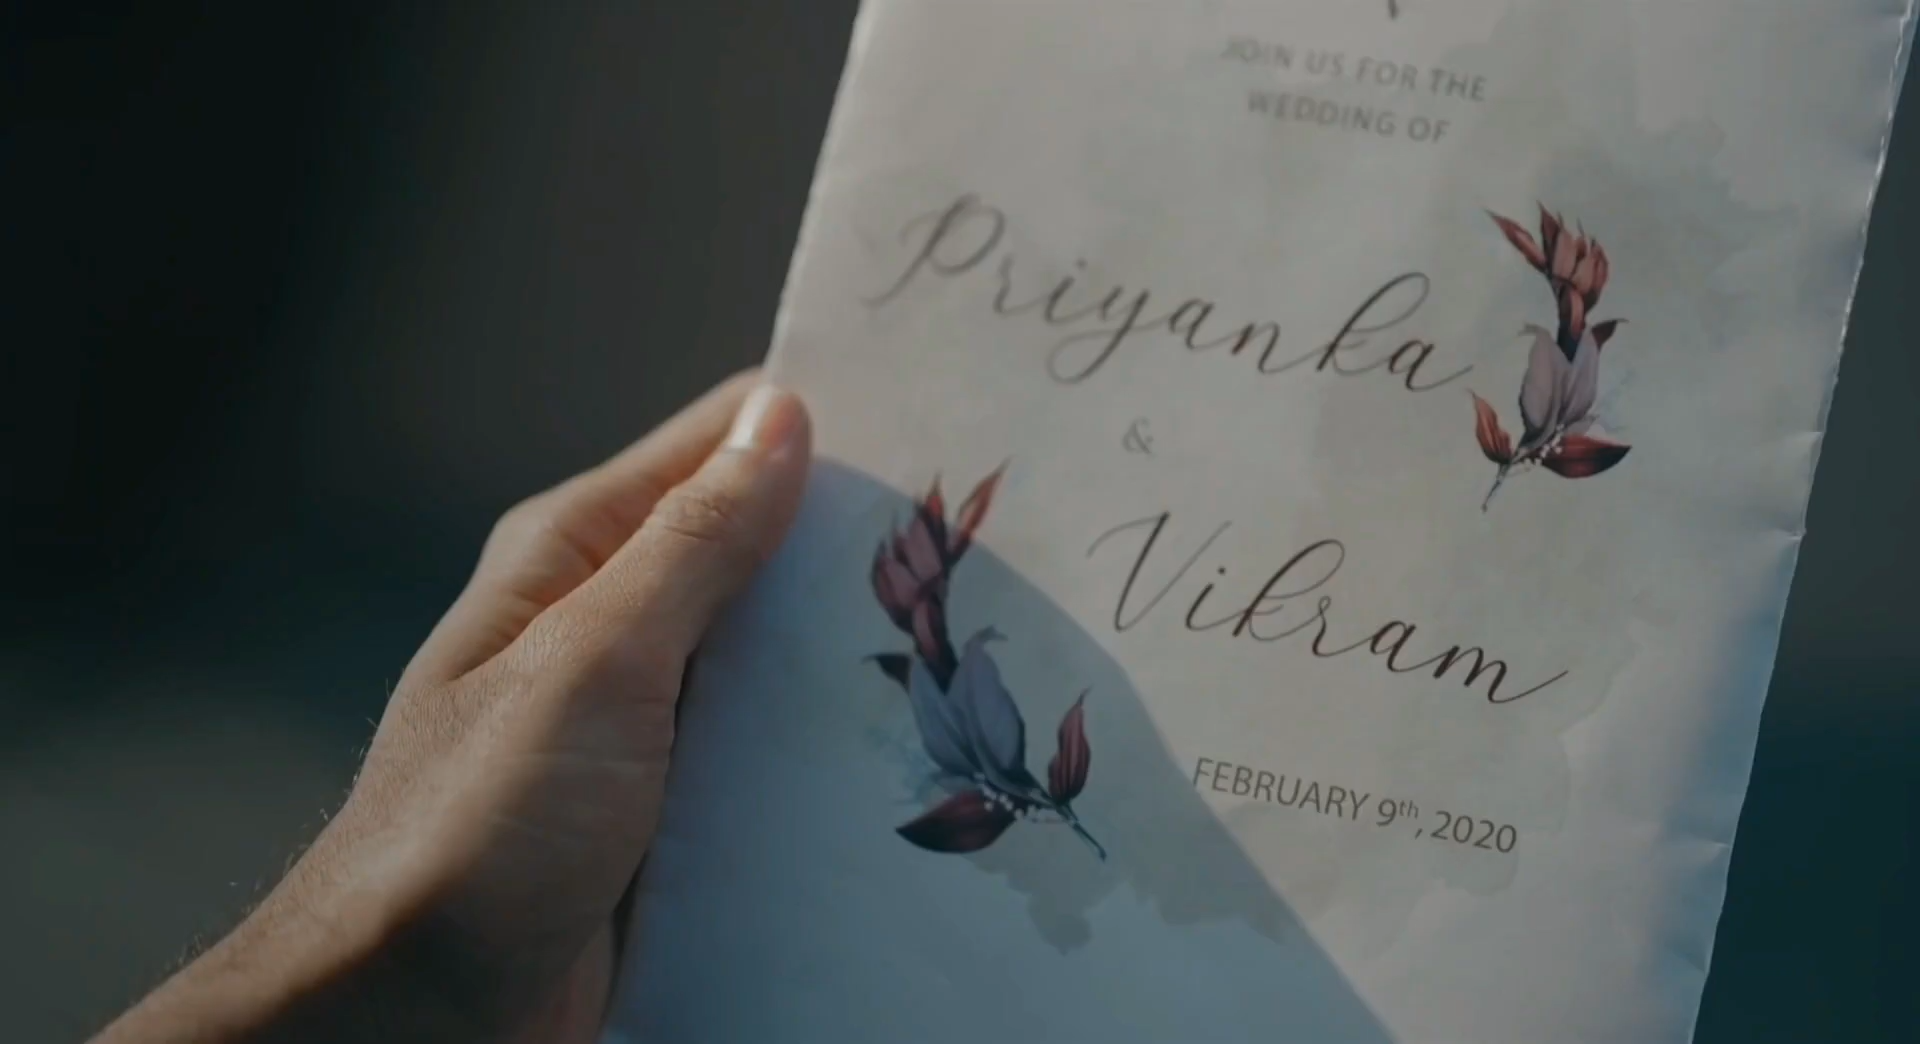 JOIN US FOR THE
WEDDING OF
Priyanka
&
Vikram
FEBRUARY 9th, 2020